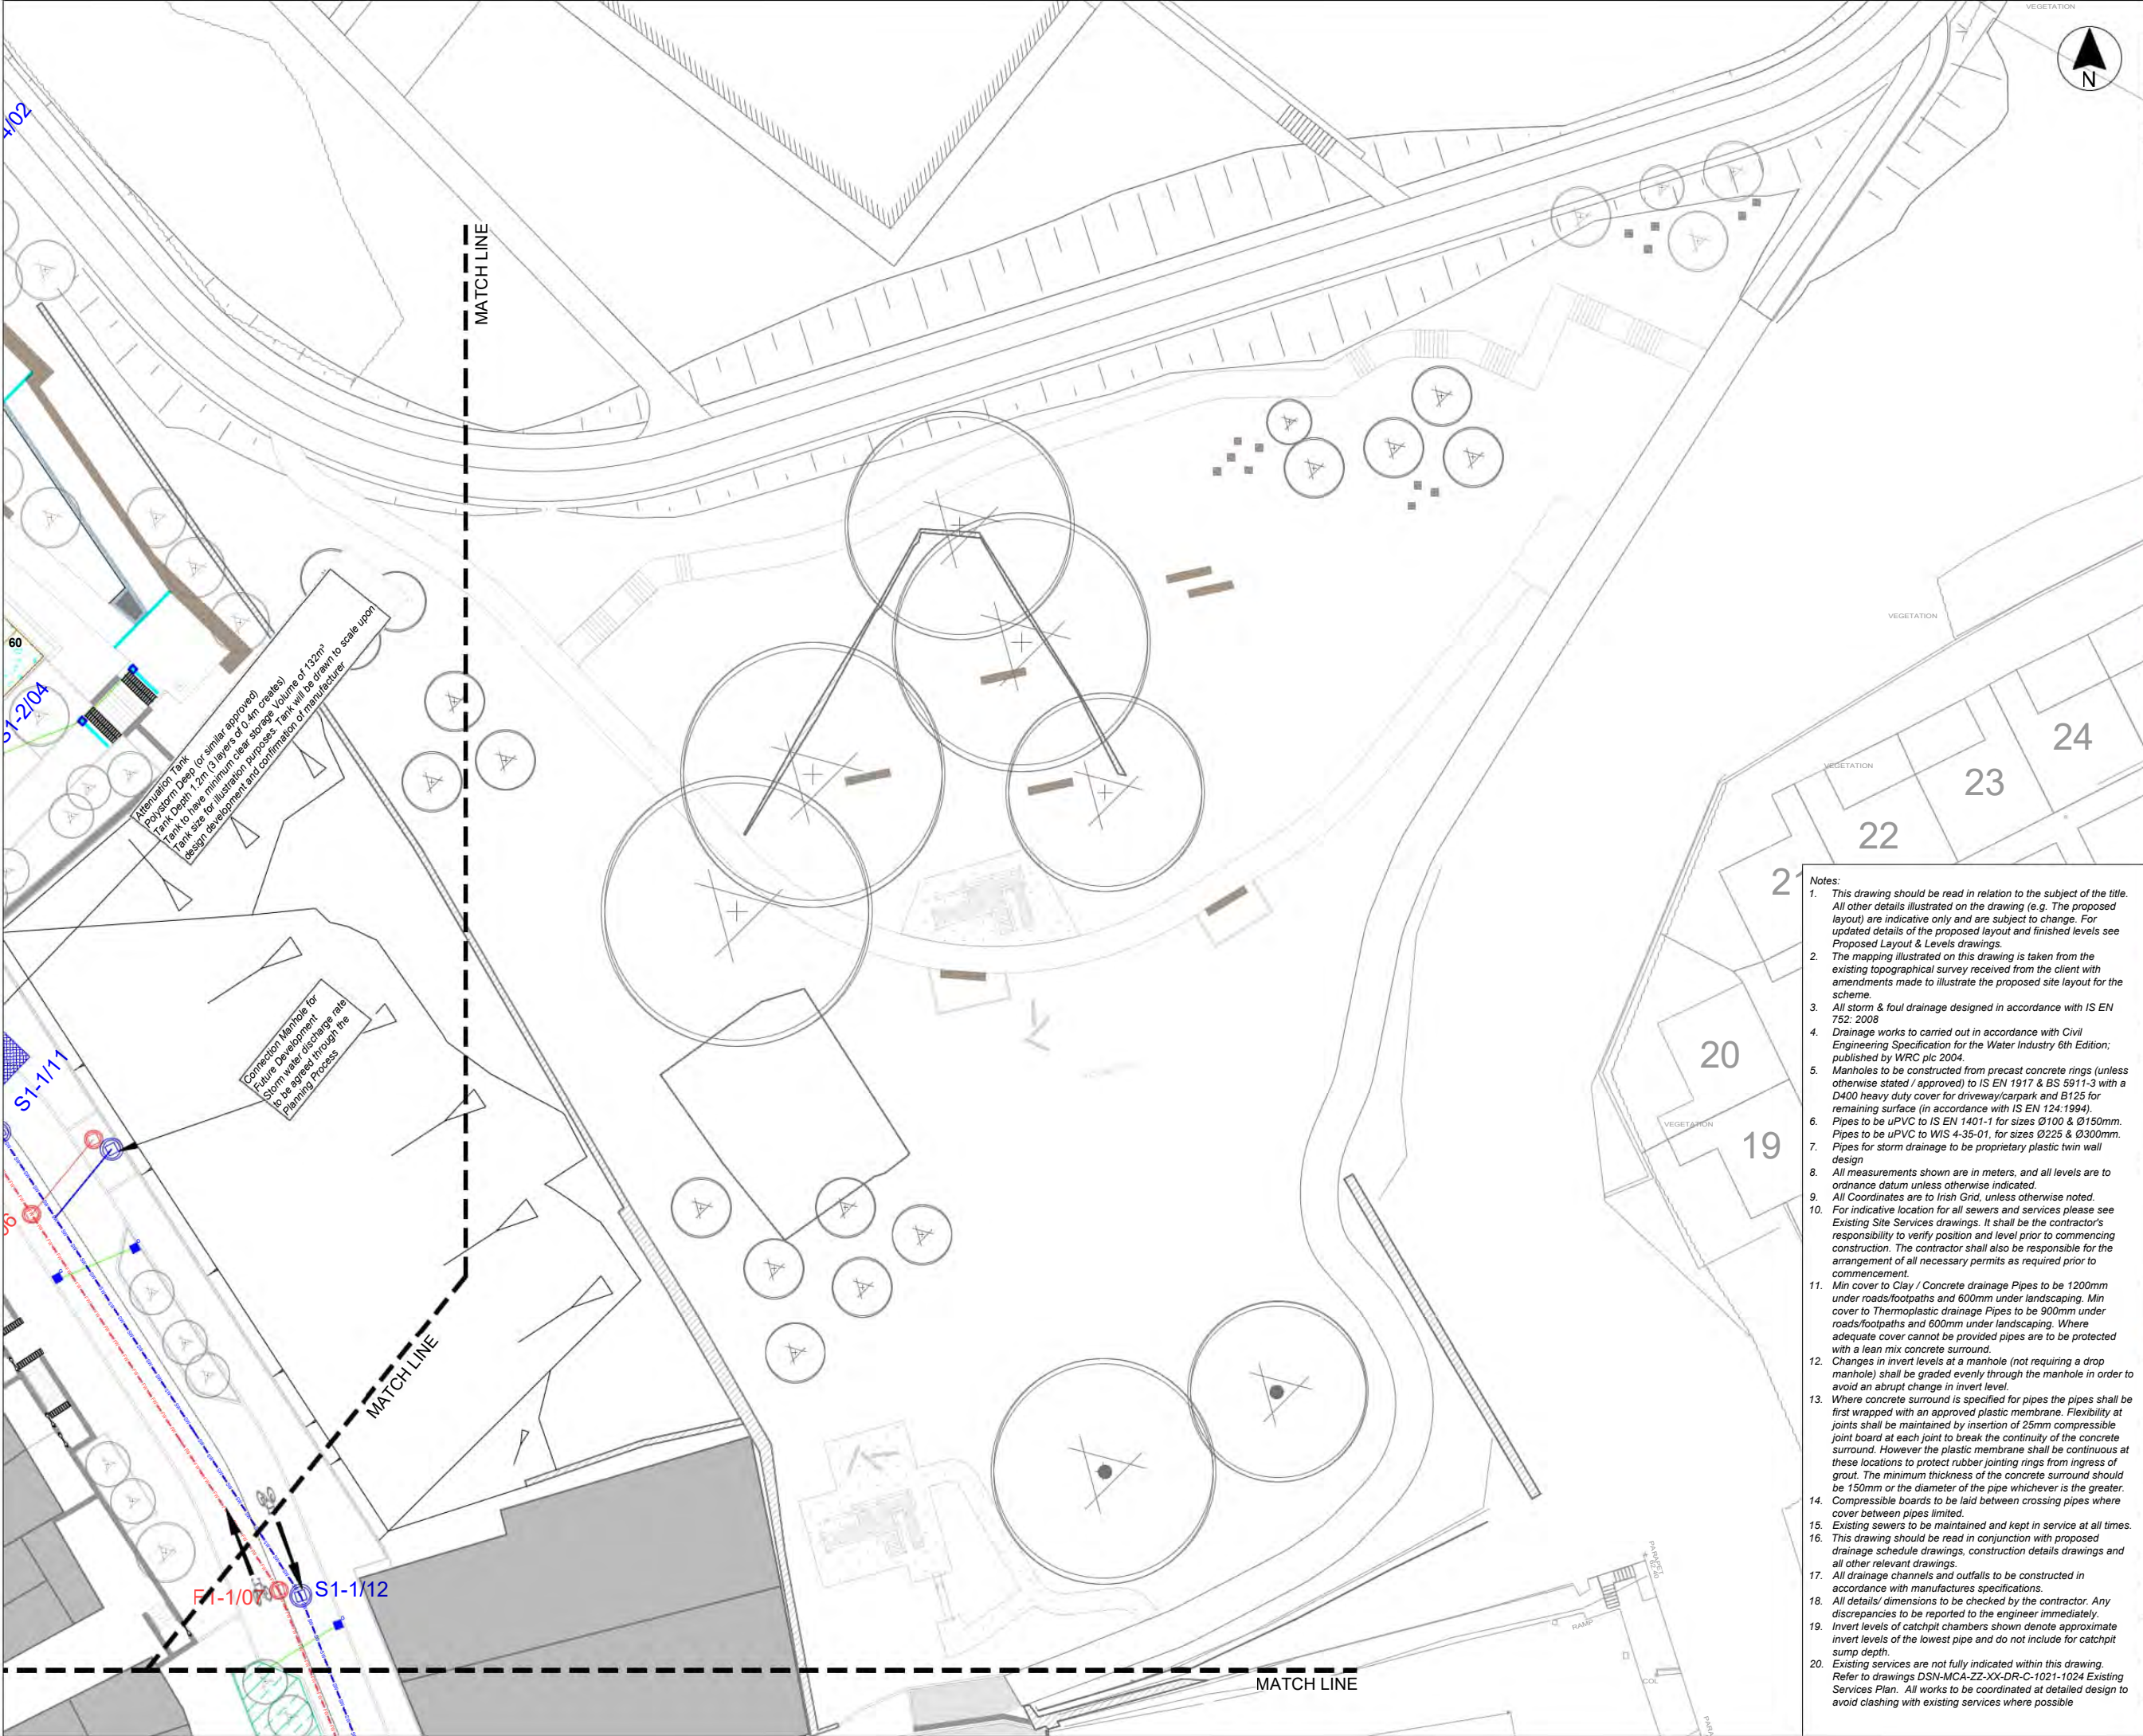 VEGETATION
N
4/02
MATCH LINE
60
S1-2/04
Attenuation Tank
Polystorm Deep (or similar approved)
Tank Depth 1.2m (3 layers of 0.4m creates)
Tank to have minimum clear storage Volume of 132m³
Tank size for illustration purposes. Tank will be drawn to scale upon
design development and confirmation of manufacturer
VEGETATION
VEGETATION
24
23
22
21
20
VEGETATION
19
S1-1/11
Connection Manhole for
Future Development
Storm water discharge rate
to be agreed through the
Planning Process
06
MATCH LINE
F1-1/07
S1-1/12
MATCH LINE
RAMP
COL
PARAPET
Notes:
1. This drawing should be read in relation to the subject of the title.
All other details illustrated on the drawing (e.g. The proposed
layout) are indicative only and are subject to change. For
updated details of the proposed layout and finished levels see
Proposed Layout & Levels drawings.
2. The mapping illustrated on this drawing is taken from the
existing topographical survey received from the client with
amendments made to illustrate the proposed site layout for the
scheme.
3. All storm & foul drainage designed in accordance with IS EN
752: 2008
4. Drainage works to carried out in accordance with Civil
Engineering Specification for the Water Industry 6th Edition;
published by WRC plc 2004.
5. Manholes to be constructed from precast concrete rings (unless
otherwise stated / approved) to IS EN 1917 & BS 5911-3 with a
D400 heavy duty cover for driveway/carpark and B125 for
remaining surface (in accordance with IS EN 124:1994).
6. Pipes to be uPVC to IS EN 1401-1 for sizes Ø100 & Ø150mm.
Pipes to be uPVC to WIS 4-35-01, for sizes Ø225 & Ø300mm.
7. Pipes for storm drainage to be proprietary plastic twin wall
design
8. All measurements shown are in meters, and all levels are to
ordnance datum unless otherwise indicated.
9. All Coordinates are to Irish Grid, unless otherwise noted.
10. For indicative location for all sewers and services please see
Existing Site Services drawings. It shall be the contractor's
responsibility to verify position and level prior to commencing
construction. The contractor shall also be responsible for the
arrangement of all necessary permits as required prior to
commencement.
11. Min cover to Clay / Concrete drainage Pipes to be 1200mm
under roads/footpaths and 600mm under landscaping. Min
cover to Thermoplastic drainage Pipes to be 900mm under
roads/footpaths and 600mm under landscaping. Where
adequate cover cannot be provided pipes are to be protected
with a lean mix concrete surround.
12. Changes in invert levels at a manhole (not requiring a drop
manhole) shall be graded evenly through the manhole in order to
avoid an abrupt change in invert level.
13. Where concrete surround is specified for pipes the pipes shall be
first wrapped with an approved plastic membrane. Flexibility at
joints shall be maintained by insertion of 25mm compressible
joint board at each joint to break the continuity of the concrete
surround. However the plastic membrane shall be continuous at
these locations to protect rubber jointing rings from ingress of
grout. The minimum thickness of the concrete surround should
be 150mm or the diameter of the pipe whichever is the greater.
14. Compressible boards to be laid between crossing pipes where
cover between pipes limited.
15. Existing sewers to be maintained and kept in service at all times.
16. This drawing should be read in conjunction with proposed
drainage schedule drawings, construction details drawings and
all other relevant drawings.
17. All drainage channels and outfalls to be constructed in
accordance with manufactures specifications.
18. All details/ dimensions to be checked by the contractor. Any
discrepancies to be reported to the engineer immediately.
19. Invert levels of catchpit chambers shown denote approximate
invert levels of the lowest pipe and do not include for catchpit
sump depth.
20. Existing services are not fully indicated within this drawing.
Refer to drawings DSN-MCA-ZZ-XX-DR-C-1021-1024 Existing
Services Plan. All works to be coordinated at detailed design to
avoid clashing with existing services where possible